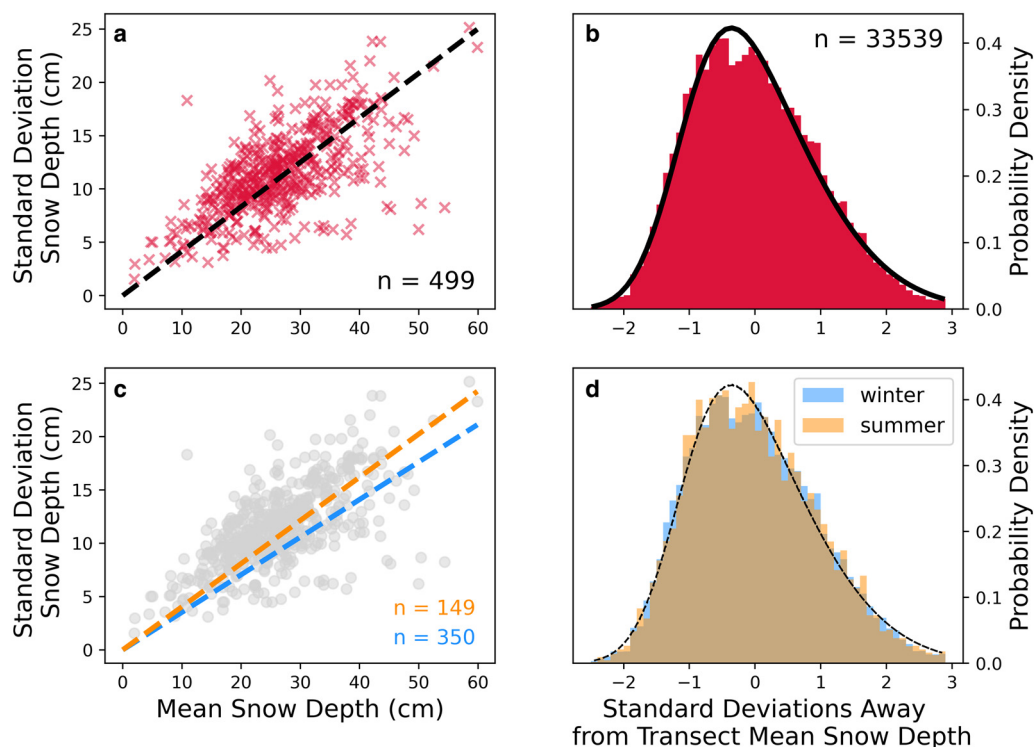 a
Standard Deviation
Snow Depth (cm)
25
20
15
10
5
0
n = 499
0 10 20 30 40 50 60
b
n = 33539
0.4
0.3
0.2
0.1
0.0
Probability Density
−2 −1 0 1 2 3
c
Standard Deviation
Snow Depth (cm)
25
20
15
10
5
0
n = 149
n = 350
0 10 20 30 40 50 60
Mean Snow Depth (cm)
d
winter
summer
0.4
0.3
0.2
0.1
0.0
Probability Density
−2 −1 0 1 2 3
Standard Deviations Away
from Transect Mean Snow Depth